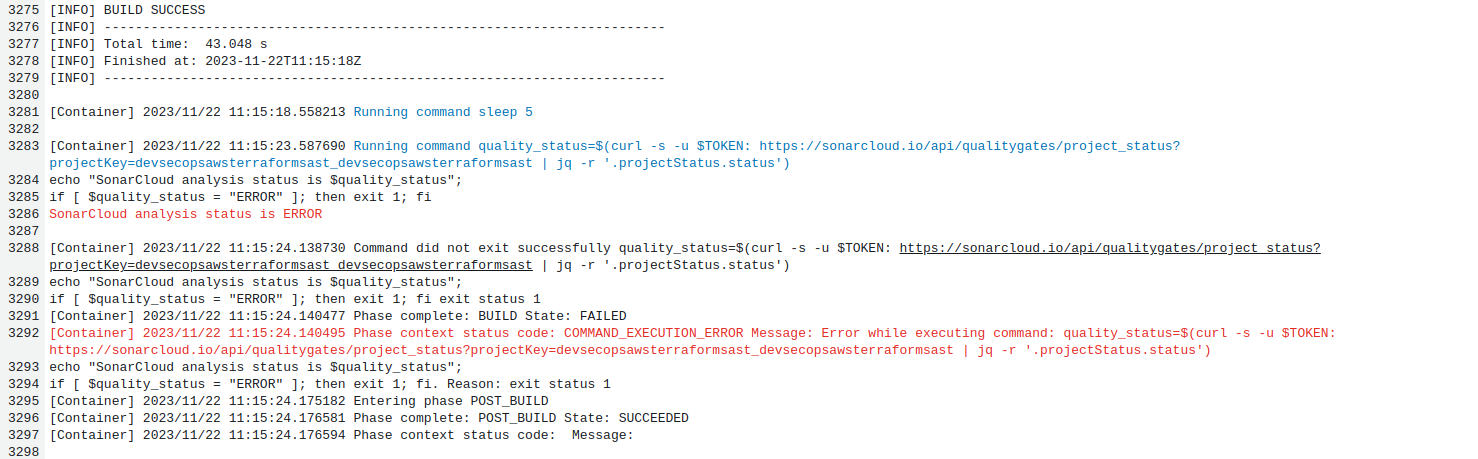 3275 [INFO] BUILD SUCCESS
3276 [INFO] ------------------------------------------------------------------------
3277 [INFO] Total time:  43.048 s
3278 [INFO] Finished at: 2023-11-22T11:15:18Z
3279 [INFO] ------------------------------------------------------------------------
3280
3281 [Container] 2023/11/22 11:15:18.558213 Running command sleep 5
3282
3283 [Container] 2023/11/22 11:15:23.587690 Running command quality_status=$(curl -s -u $TOKEN: https://sonarcloud.io/api/qualitygates/project_status?
projectKey=devsecopsawsterraformsast_devsecopsawsterraformsast | jq -r '.projectStatus.status')
3284 echo "SonarCloud analysis status is $quality_status";
3285 if [ $quality_status = "ERROR" ]; then exit 1; fi
3286 SonarCloud analysis status is ERROR
3287
3288 [Container] 2023/11/22 11:15:24.138730 Command did not exit successfully quality_status=$(curl -s -u $TOKEN: https://sonarcloud.io/api/qualitygates/project_status?
projectKey=devsecopsawsterraformsast_devsecopsawsterraformsast | jq -r '.projectStatus.status')
3289 echo "SonarCloud analysis status is $quality_status";
3290 if [ $quality_status = "ERROR" ]; then exit 1; fi exit status 1
3291 [Container] 2023/11/22 11:15:24.140477 Phase complete: BUILD State: FAILED
3292 [Container] 2023/11/22 11:15:24.140495 Phase context status code: COMMAND_EXECUTION_ERROR Message: Error while executing command: quality_status=$(curl -s -u $TOKEN:
https://sonarcloud.io/api/qualitygates/project_status?projectKey=devsecopsawsterraformsast_devsecopsawsterraformsast | jq -r '.projectStatus.status')
3293 echo "SonarCloud analysis status is $quality_status";
3294 if [ $quality_status = "ERROR" ]; then exit 1; fi. Reason: exit status 1
3295 [Container] 2023/11/22 11:15:24.175182 Entering phase POST_BUILD
3296 [Container] 2023/11/22 11:15:24.176581 Phase complete: POST_BUILD State: SUCCEEDED
3297 [Container] 2023/11/22 11:15:24.176594 Phase context status code:  Message:
3298